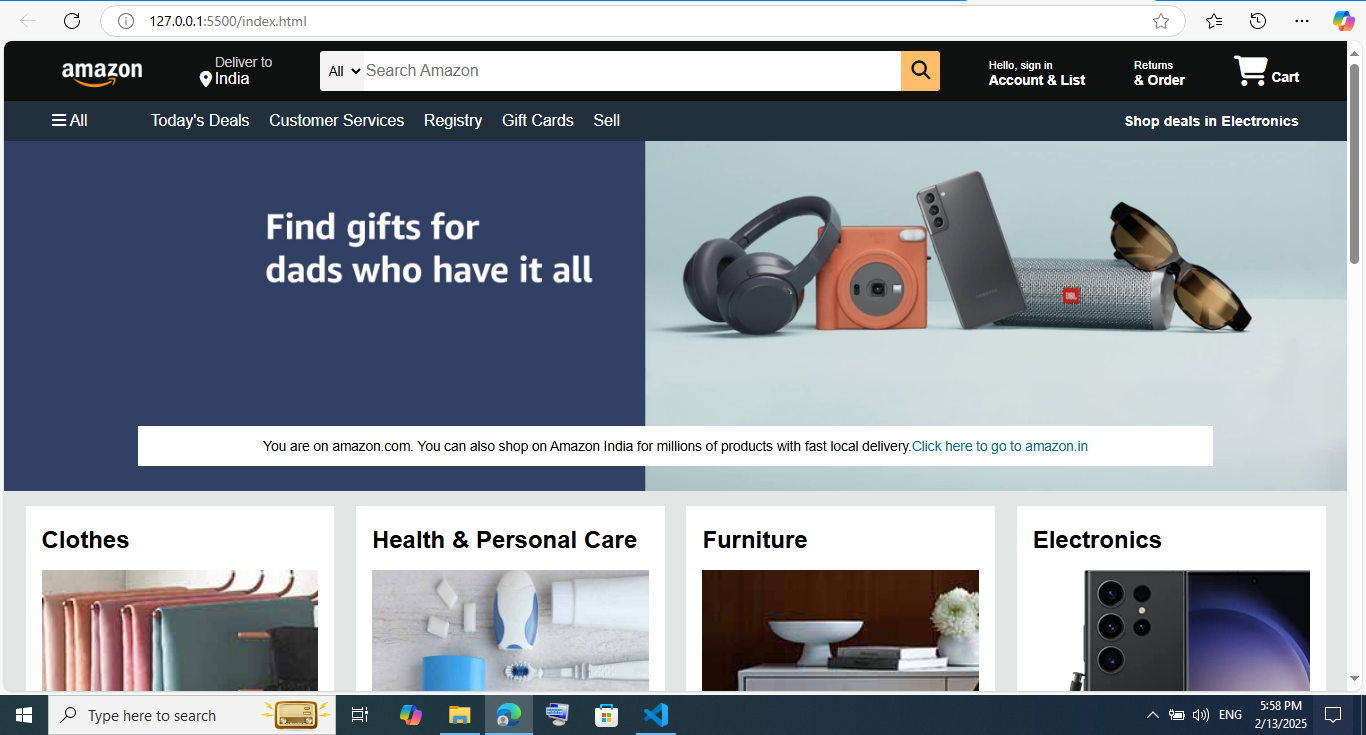 127.0.0.1:5500/index.html
amazon
Deliver to
India
All
Search Amazon
Hello, sign in
Account & List
Returns
& Order
Cart
All
Today's Deals
Customer Services
Registry
Gift Cards
Sell
Shop deals in Electronics
Find gifts for
dads who have it all
SAMSUNG
JBL
You are on amazon.com. You can also shop on Amazon India for millions of products with fast local delivery.Click here to go to amazon.in
Clothes
Health & Personal Care
Furniture
Electronics
Type here to search
ENG
5:58 PM
2/13/2025